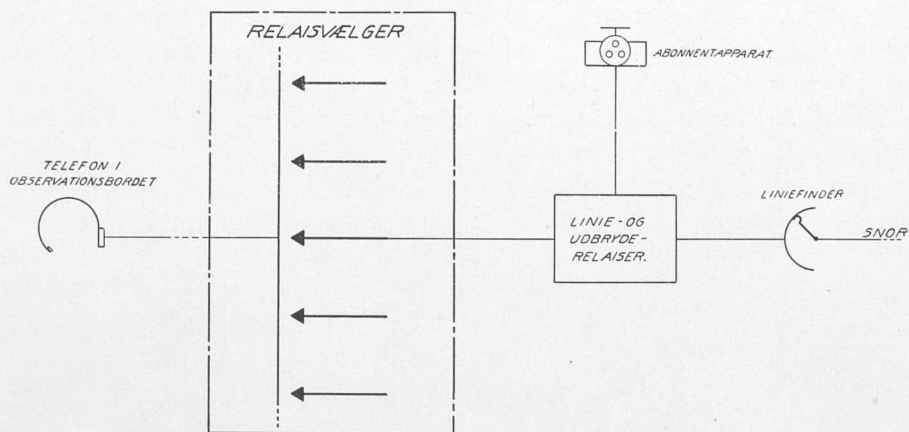 RELAISVÆLGER
ABONNENTAPPARAT.
TELEFON I
OBSERVATIONSBORDET
LINIE-OG
UDBRYDE-
RELAISER.
LINIEFINDER
SNOR